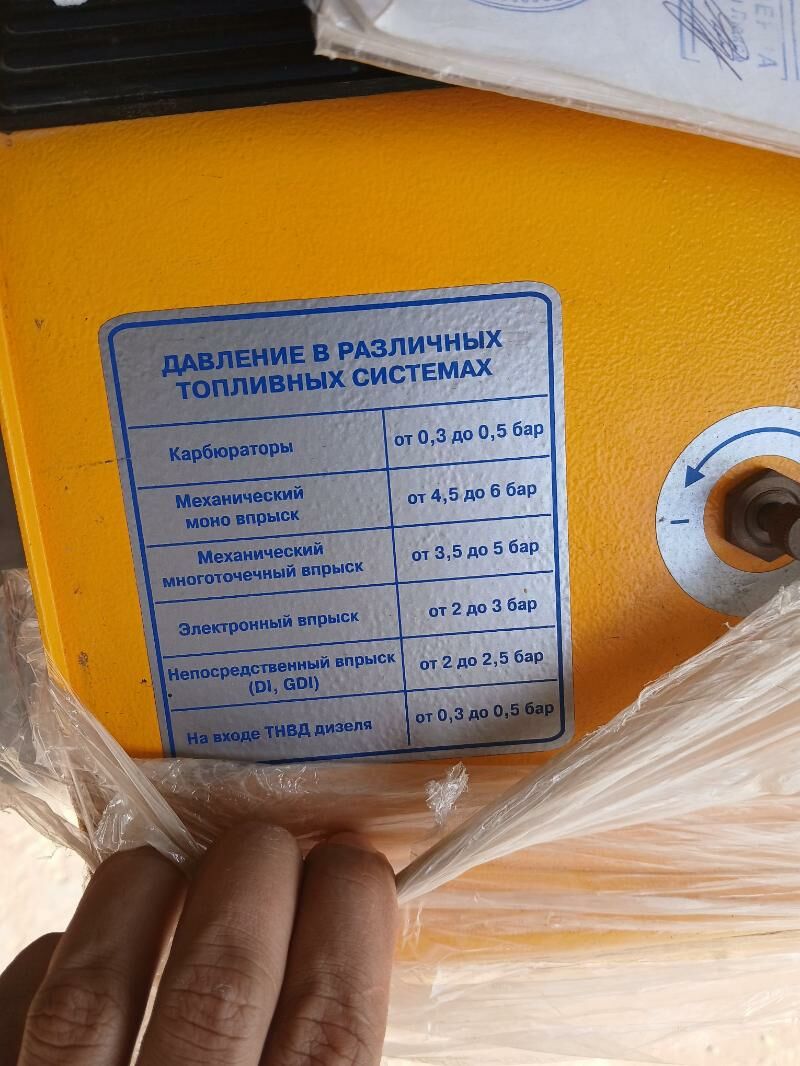 ДАВЛЕНИЕ В РАЗЛИЧНЫХ
ТОПЛИВНЫХ СИСТЕМАХ
Карбюраторы от 0,3 до 0,5 бар
Механический
моно впрыск от 4,5 до 6 бар
Механический
многоточечный впрыск от 3,5 до 5 бар
Электронный впрыск от 2 до 3 бар
Непосредственный впрыск
(DI, GDI) от 2 до 2,5 бар
На входе ТНВД дизеля от 0,3 до 0,5 бар